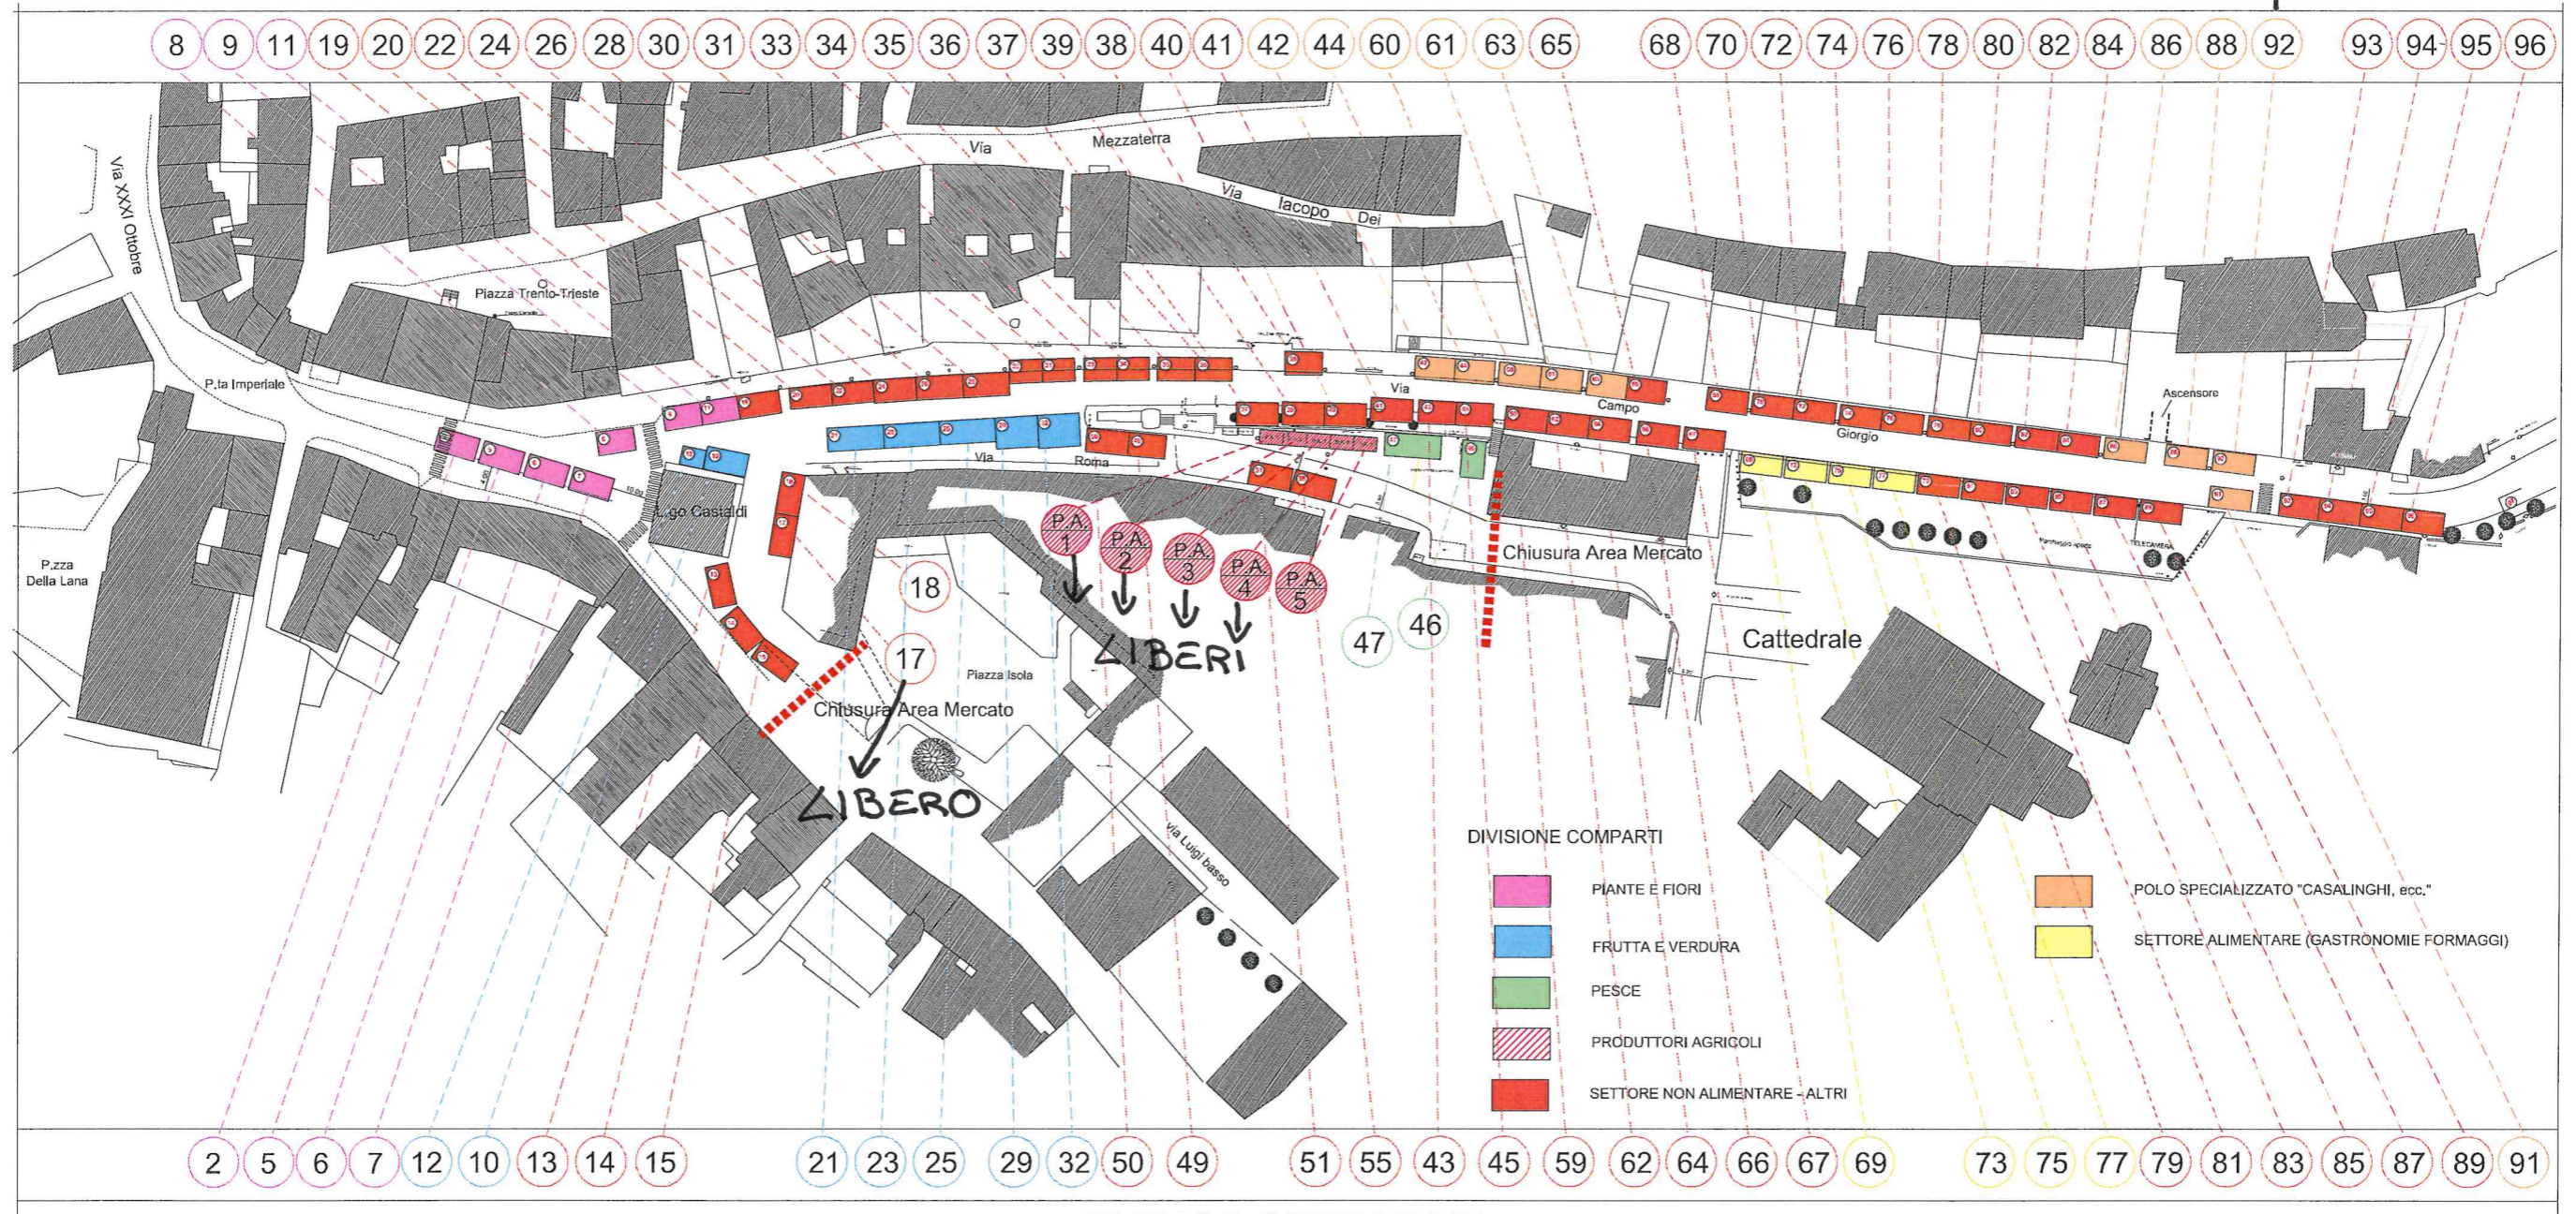 8 9 11 19 20 22 24 26 28 30 31 33 34 35 36 37 39 38 40 41 42 44 60 61 63 65 68 70 72 74 76 78 80 82 84 86 88 92 93 94 95 96
Via Mezzaterra
Via Iacopo Dei
Via XXXI Ottobre
Piazza Trento-Trieste
P.ta Imperiale
Via Campo Giorgio
Ascensore
Via Roma
L.go Castaldi
P.zza
Della Lana
P.A. 1
P.A. 2
P.A. 3
P.A. 4
P.A. 5
LIBERI
18
17
47
46
Chiusura Area Mercato
TELECAMERA
Cattedrale
Piazza Isola
Chiusura Area Mercato
LIBERO
via Luigi basso
DIVISIONE COMPARTI
PIANTE E FIORI
FRUTTA E VERDURA
PESCE
PRODUTTORI AGRICOLI
SETTORE NON ALIMENTARE - ALTRI
POLO SPECIALIZZATO "CASALINGHI, ecc."
SETTORE ALIMENTARE (GASTRONOMIE FORMAGGI)
2 5 6 7 12 10 13 14 15 21 23 25 29 32 50 49 51 55 43 45 59 62 64 66 67 69 73 75 77 79 81 83 85 87 89 91